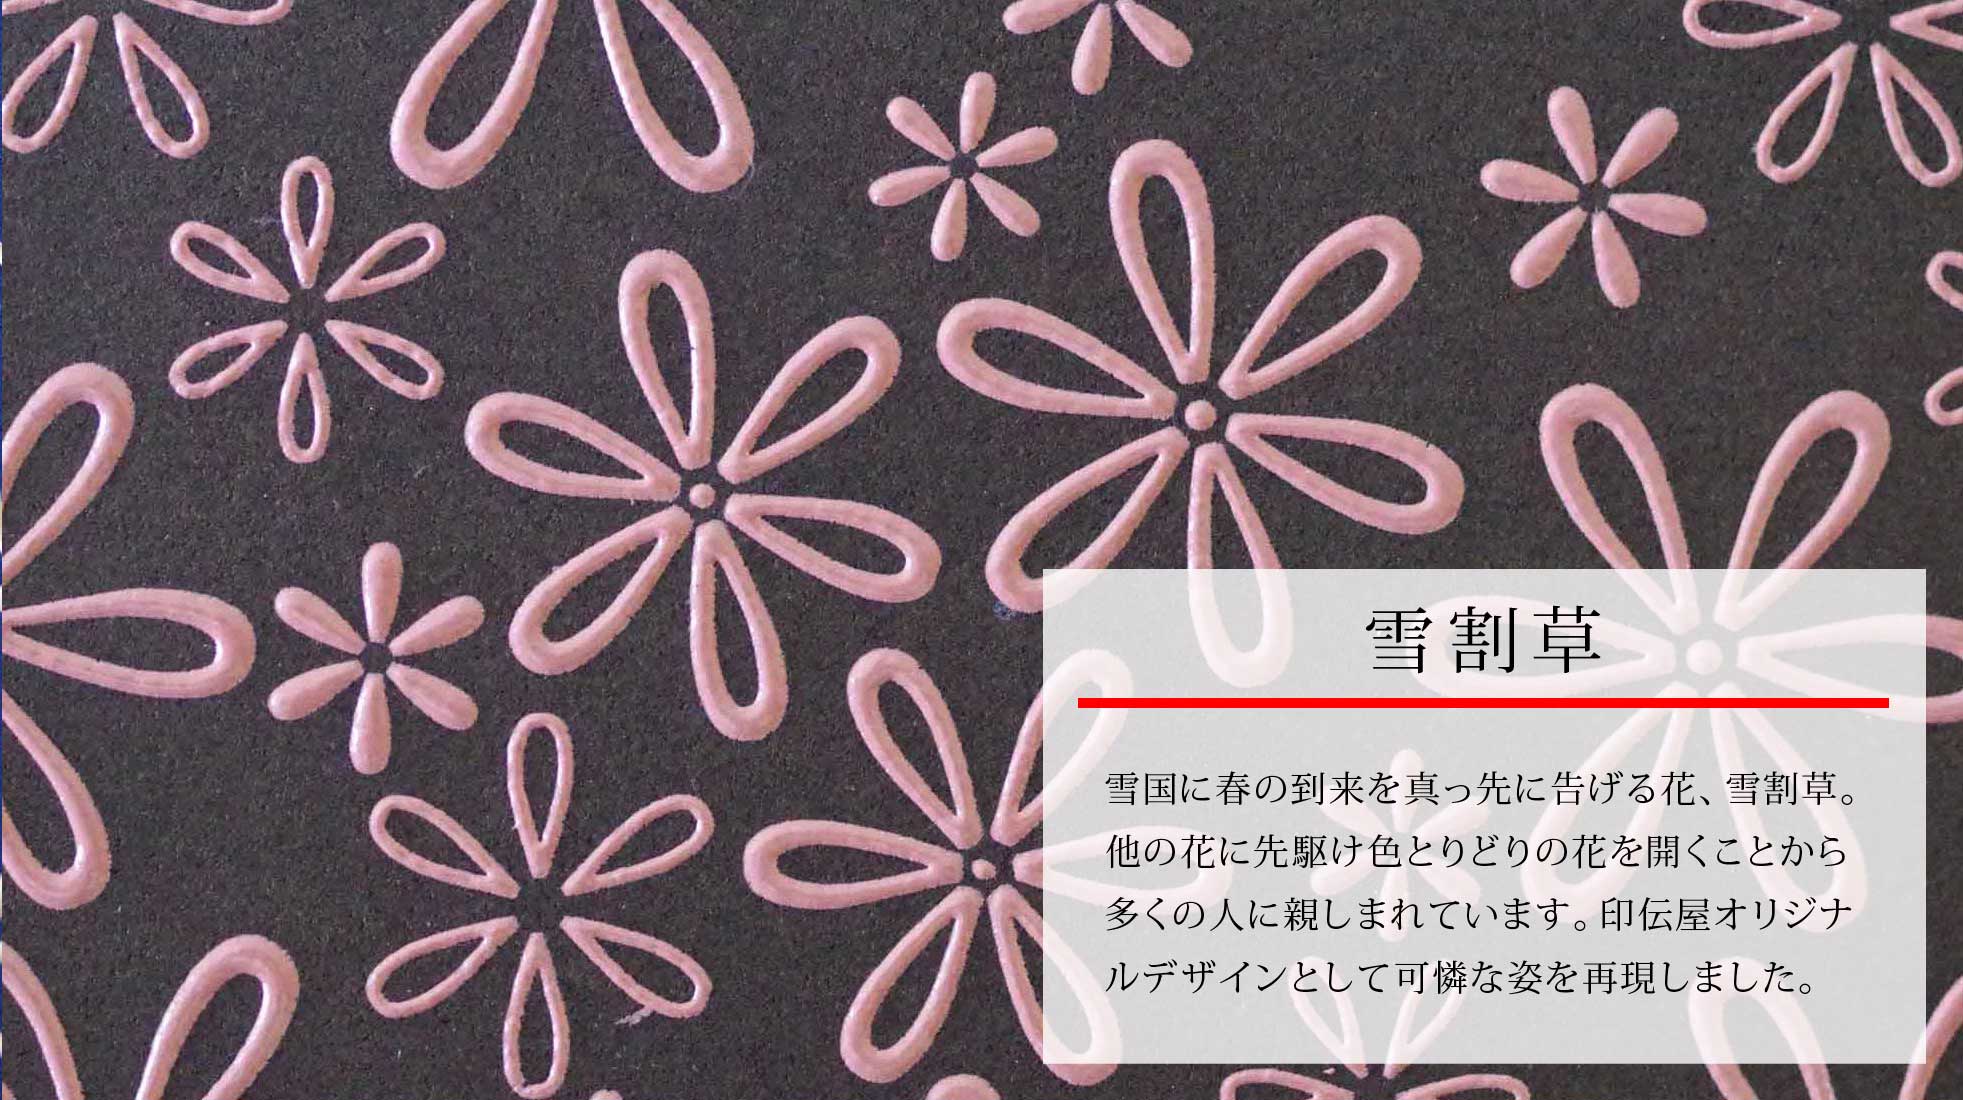 雪割草
雪国に春の到来を真っ先に告げる花、雪割草。
他の花に先駆け色とりどりの花を開くことから
多くの人に親しまれています。印伝屋オリジナ
ルデザインとして可憐な姿を再現しました。